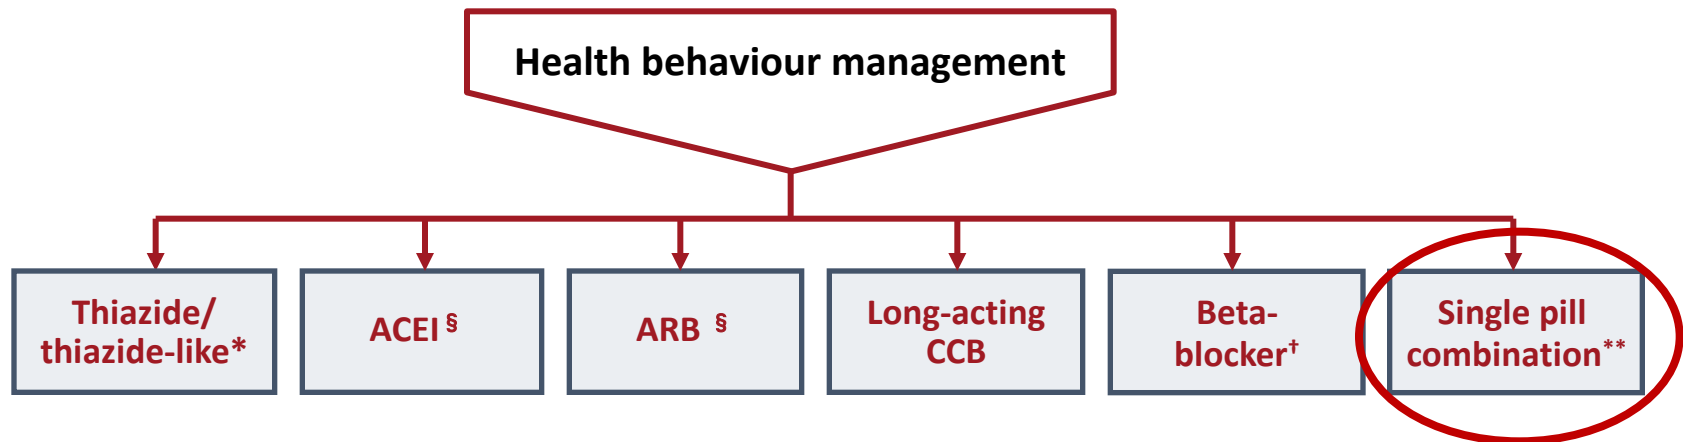 Health behaviour management
Thiazide/
thiazide-like*
ACEI §
ARB §
Long-acting
CCB
Beta-
blocker†
Single pill
combination**